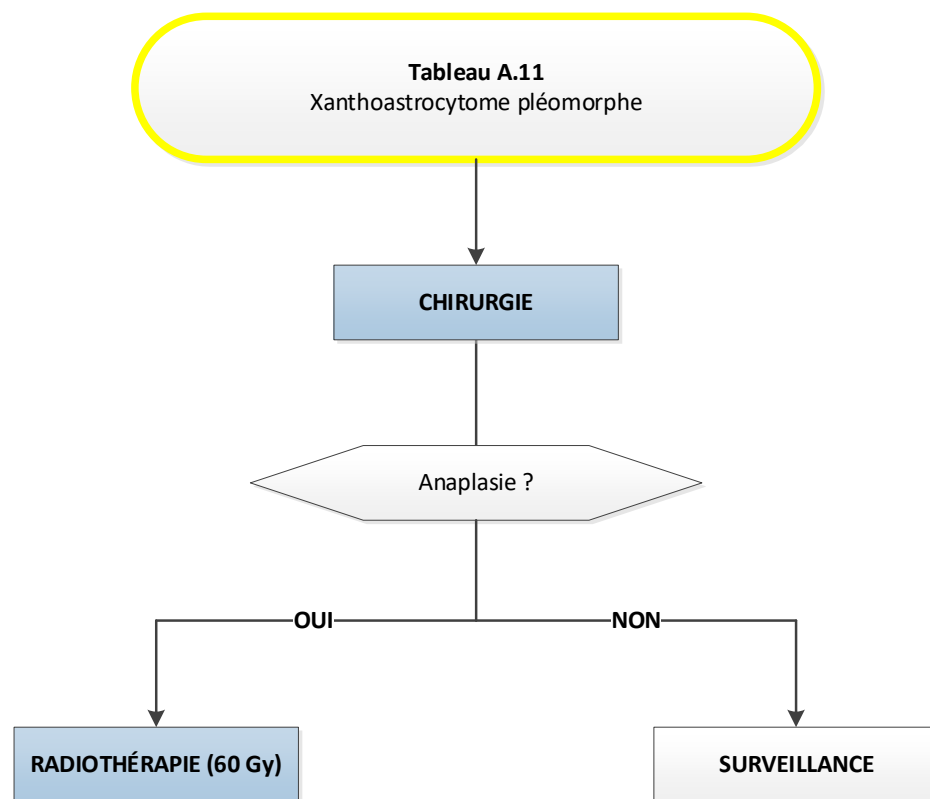 Tableau A.11
Xanthoastrocytome pléomorphe
CHIRURGIE
Anaplasie ?
OUI
NON
RADIOTHÉRAPIE (60 Gy)
SURVEILLANCE